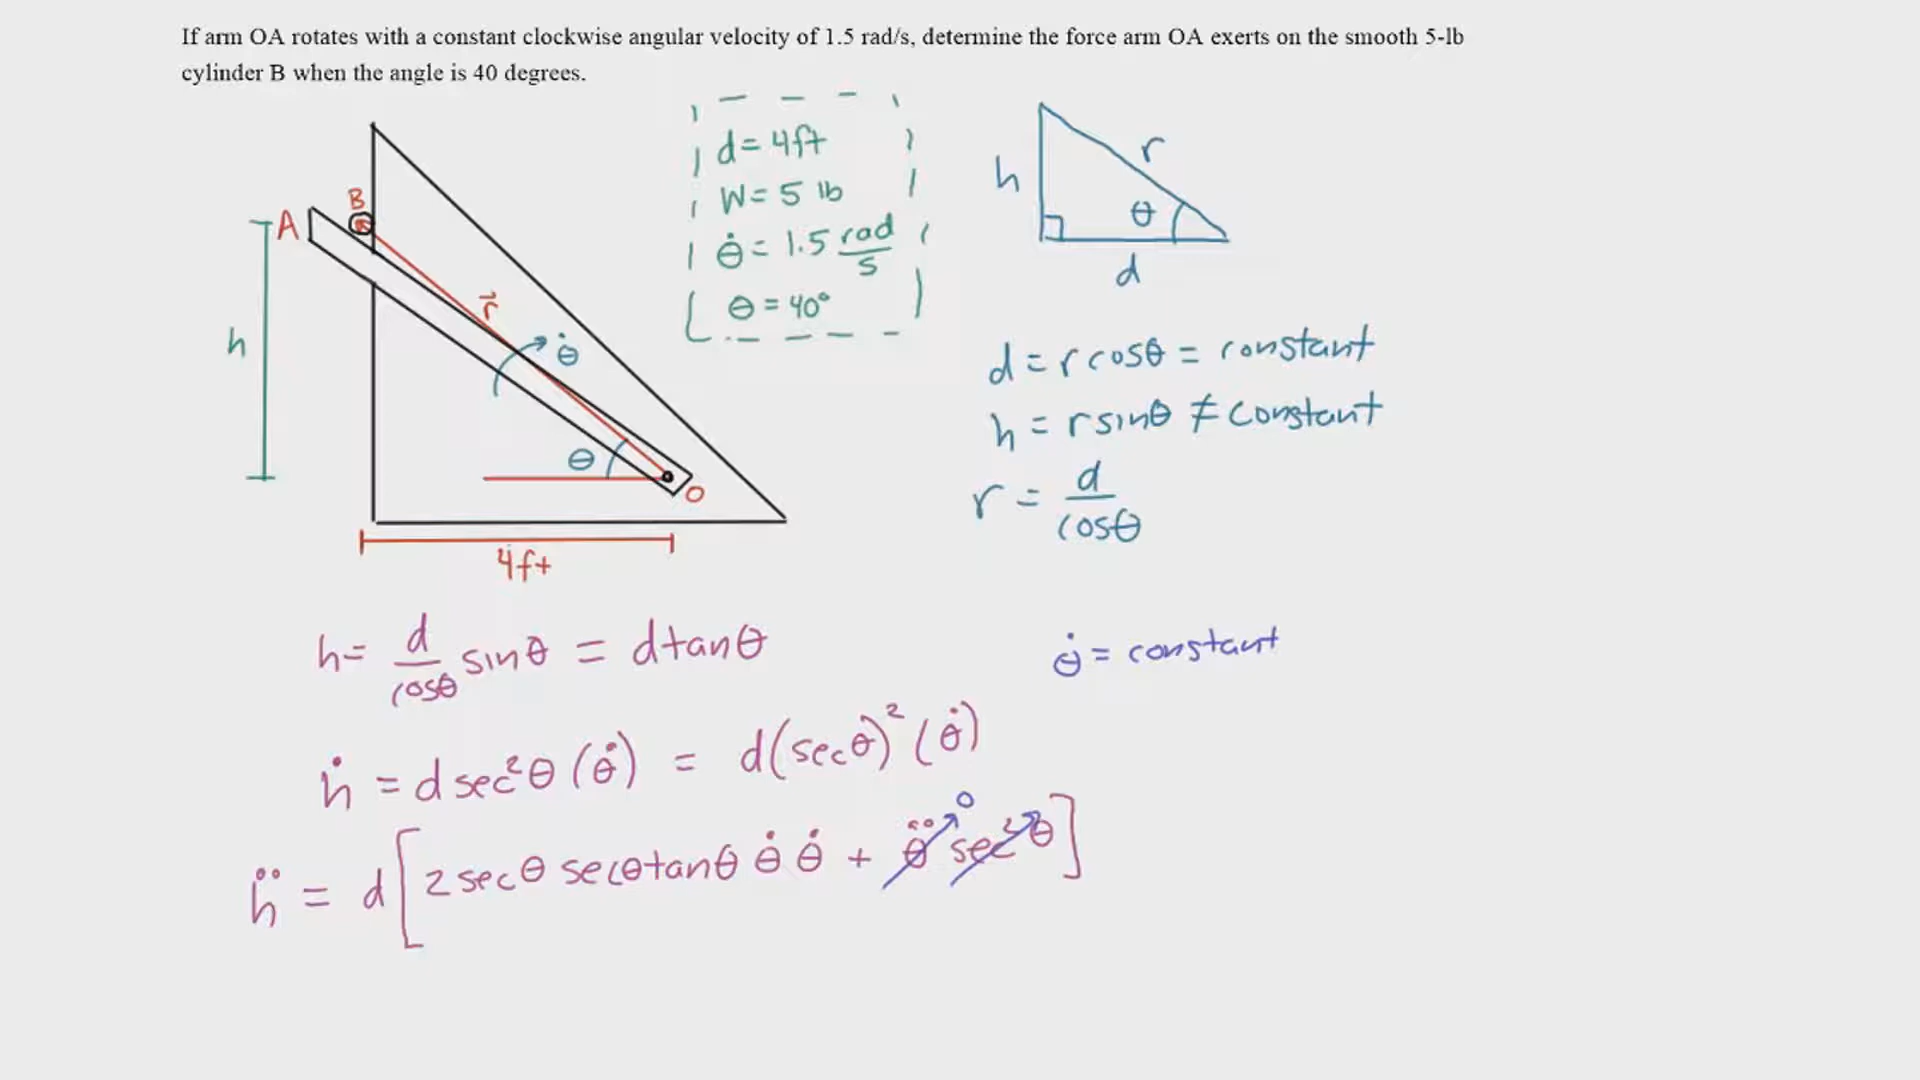 If arm OA rotates with a constant clockwise angular velocity of 1.5 rad/s, determine the force arm OA exerts on the smooth 5-lb
cylinder B when the angle is 40 degrees.
A
B
h
r⃗
θ̇
θ
O
4ft
d = 4ft
W = 5 lb
θ̇ = 1.5 rad/s
θ = 40°
h
r
θ
d
d = r cosθ = constant
h = r sinθ ≠ constant
r = d/cosθ
h = d/cosθ sinθ = d tanθ
θ̇ = constant
ḣ = d sec²θ (θ̇) = d(secθ)² (θ̇)
ḧ = d[2 secθ secθ tanθ θ̇ θ̇ + θ̈ sec²θ]
0